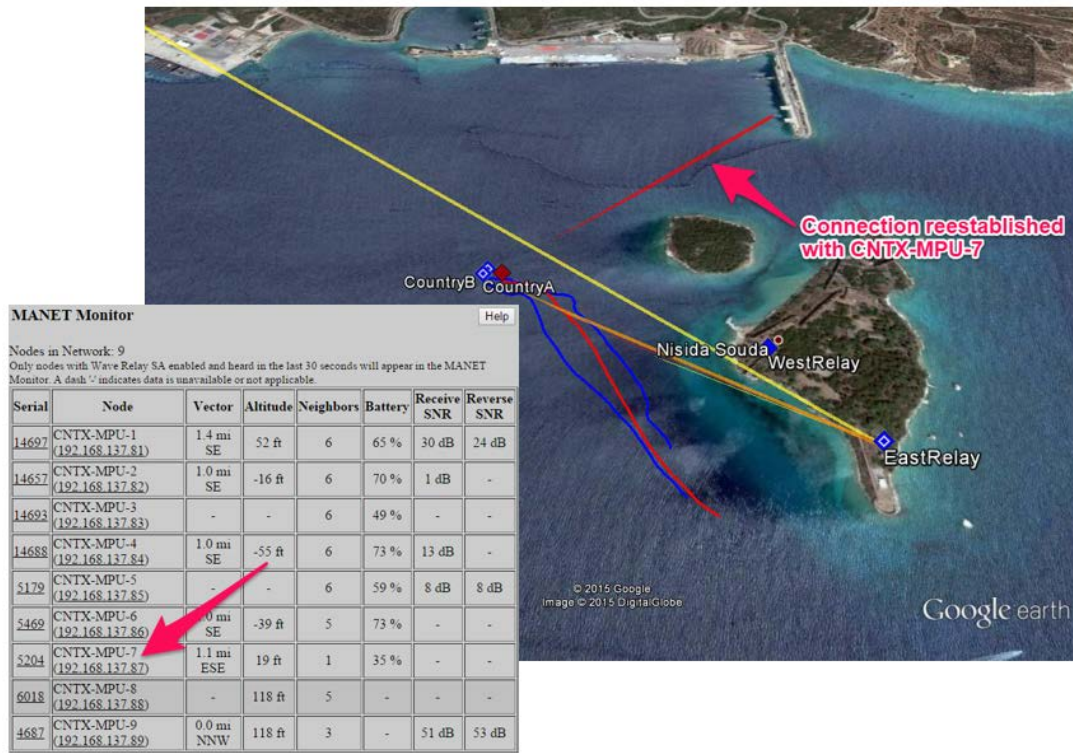 Connection reestablished
with CNTX-MPU-7
CountryB
CountryA
Nisida Souda
WestRelay
EastRelay
© 2015 Google
Image © 2015 DigitalGlobe
Google earth
MANET Monitor
Help
Nodes in Network: 9
Only nodes with Wave Relay SA enabled and heard in the last 30 seconds will appear in the MANET
Monitor. A dash '-' indicates data is unavailable or not applicable.
Serial Node Vector Altitude Neighbors Battery Receive SNR Reverse SNR
14697 CNTX-MPU-1 (192.168.137.81) 1.4 mi SE 52 ft 6 65 % 30 dB 24 dB
14657 CNTX-MPU-2 (192.168.137.82) 1.0 mi SE -16 ft 6 70 % 1 dB -
14693 CNTX-MPU-3 (192.168.137.83) - - 6 49 % - -
14688 CNTX-MPU-4 (192.168.137.84) 1.0 mi SE -55 ft 6 73 % 13 dB -
5179 CNTX-MPU-5 (192.168.137.85) - - 6 59 % 8 dB 8 dB
5469 CNTX-MPU-6 (192.168.137.86) mi SE -39 ft 5 73 % - -
5204 CNTX-MPU-7 (192.168.137.87) 1.1 mi ESE 19 ft 1 35 % - -
6018 CNTX-MPU-8 (192.168.137.88) - 118 ft 5 - - -
4687 CNTX-MPU-9 (192.168.137.89) 0.0 mi NNW 118 ft 3 - 51 dB 53 dB